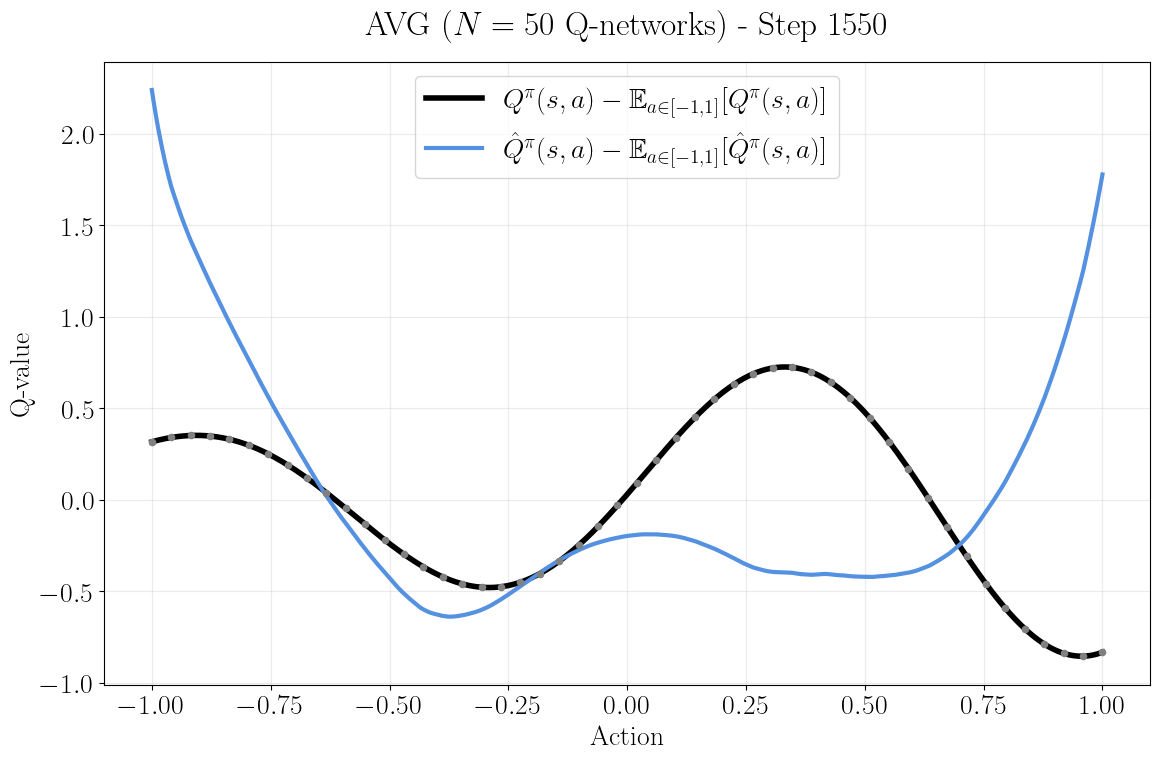 AVG (N = 50 Q-networks) - Step 1550
Q^π(s, a) − 𝔼_{a∈[−1,1]}[Q^π(s, a)]
Q̂^π(s, a) − 𝔼_{a∈[−1,1]}[Q̂^π(s, a)]
Q-value
2.0
1.5
1.0
0.5
0.0
−0.5
−1.0
−1.00 −0.75 −0.50 −0.25 0.00 0.25 0.50 0.75 1.00
Action